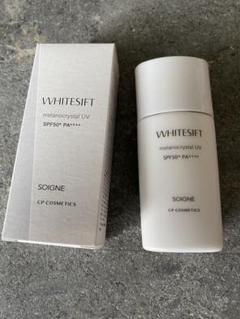 WHITESIFT
melanocrystal UV
SPF50+ PA++++
SOIGNE
CP COSMETICS
WHITESIFT
melanocrystal UV
SPF50+ PA++++
SOIGNE
CP COSMETICS